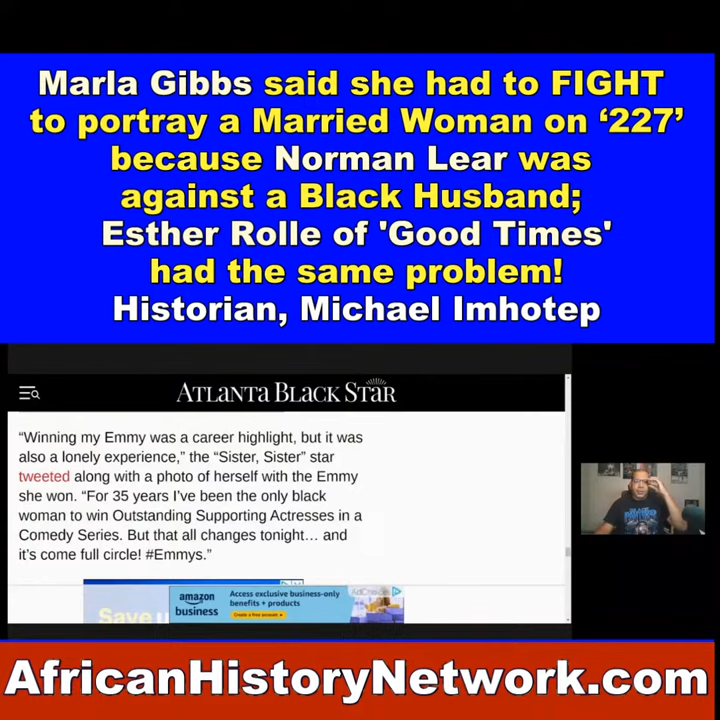 Marla Gibbs said she had to FIGHT
to portray a Married Woman on ‘227’
because Norman Lear was
against a Black Husband;
Esther Rolle of 'Good Times'
had the same problem!
Historian, Michael Imhotep
ATLANTA BLACK STAR
“Winning my Emmy was a career highlight, but it was
also a lonely experience,” the “Sister, Sister” star
tweeted along with a photo of herself with the Emmy
she won. “For 35 years I’ve been the only black
woman to win Outstanding Supporting Actresses in a
Comedy Series. But that all changes tonight… and
it’s come full circle! #Emmys.”
Save
amazon business
Access exclusive business-only
benefits + products
Create a free account
AdChoices
AfricanHistoryNetwork.com